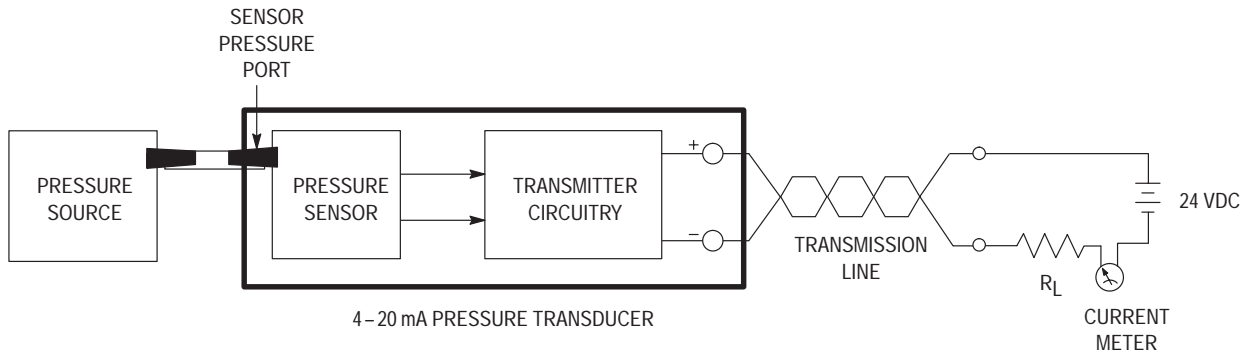 SENSOR
PRESSURE
PORT
PRESSURE
SOURCE
PRESSURE
SENSOR
TRANSMITTER
CIRCUITRY
+
–
TRANSMISSION
LINE
24 VDC
RL
CURRENT
METER
4–20 mA PRESSURE TRANSDUCER